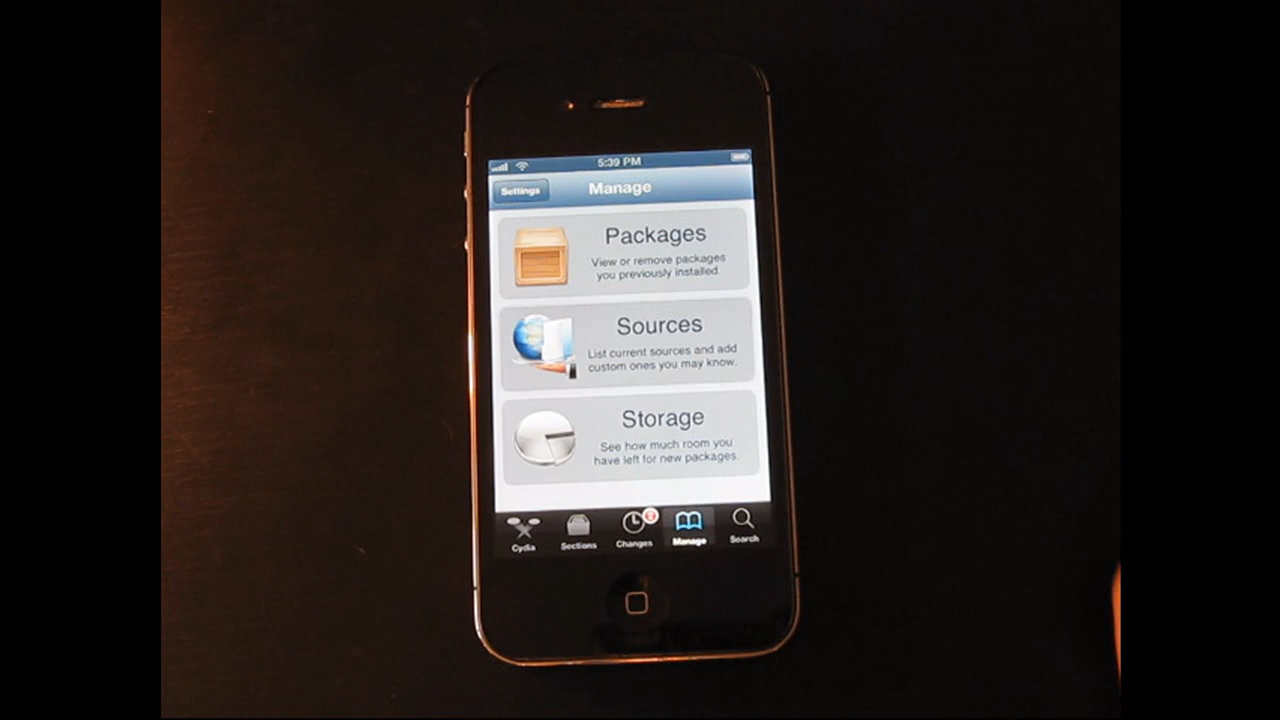 5:39 PM
Settings
Manage
Packages
View or remove packages
you previously installed.
Sources
List current sources and add
custom ones you may know.
Storage
See how much room you
have left for new packages.
Cydia
Sections
Changes
Manage
Search